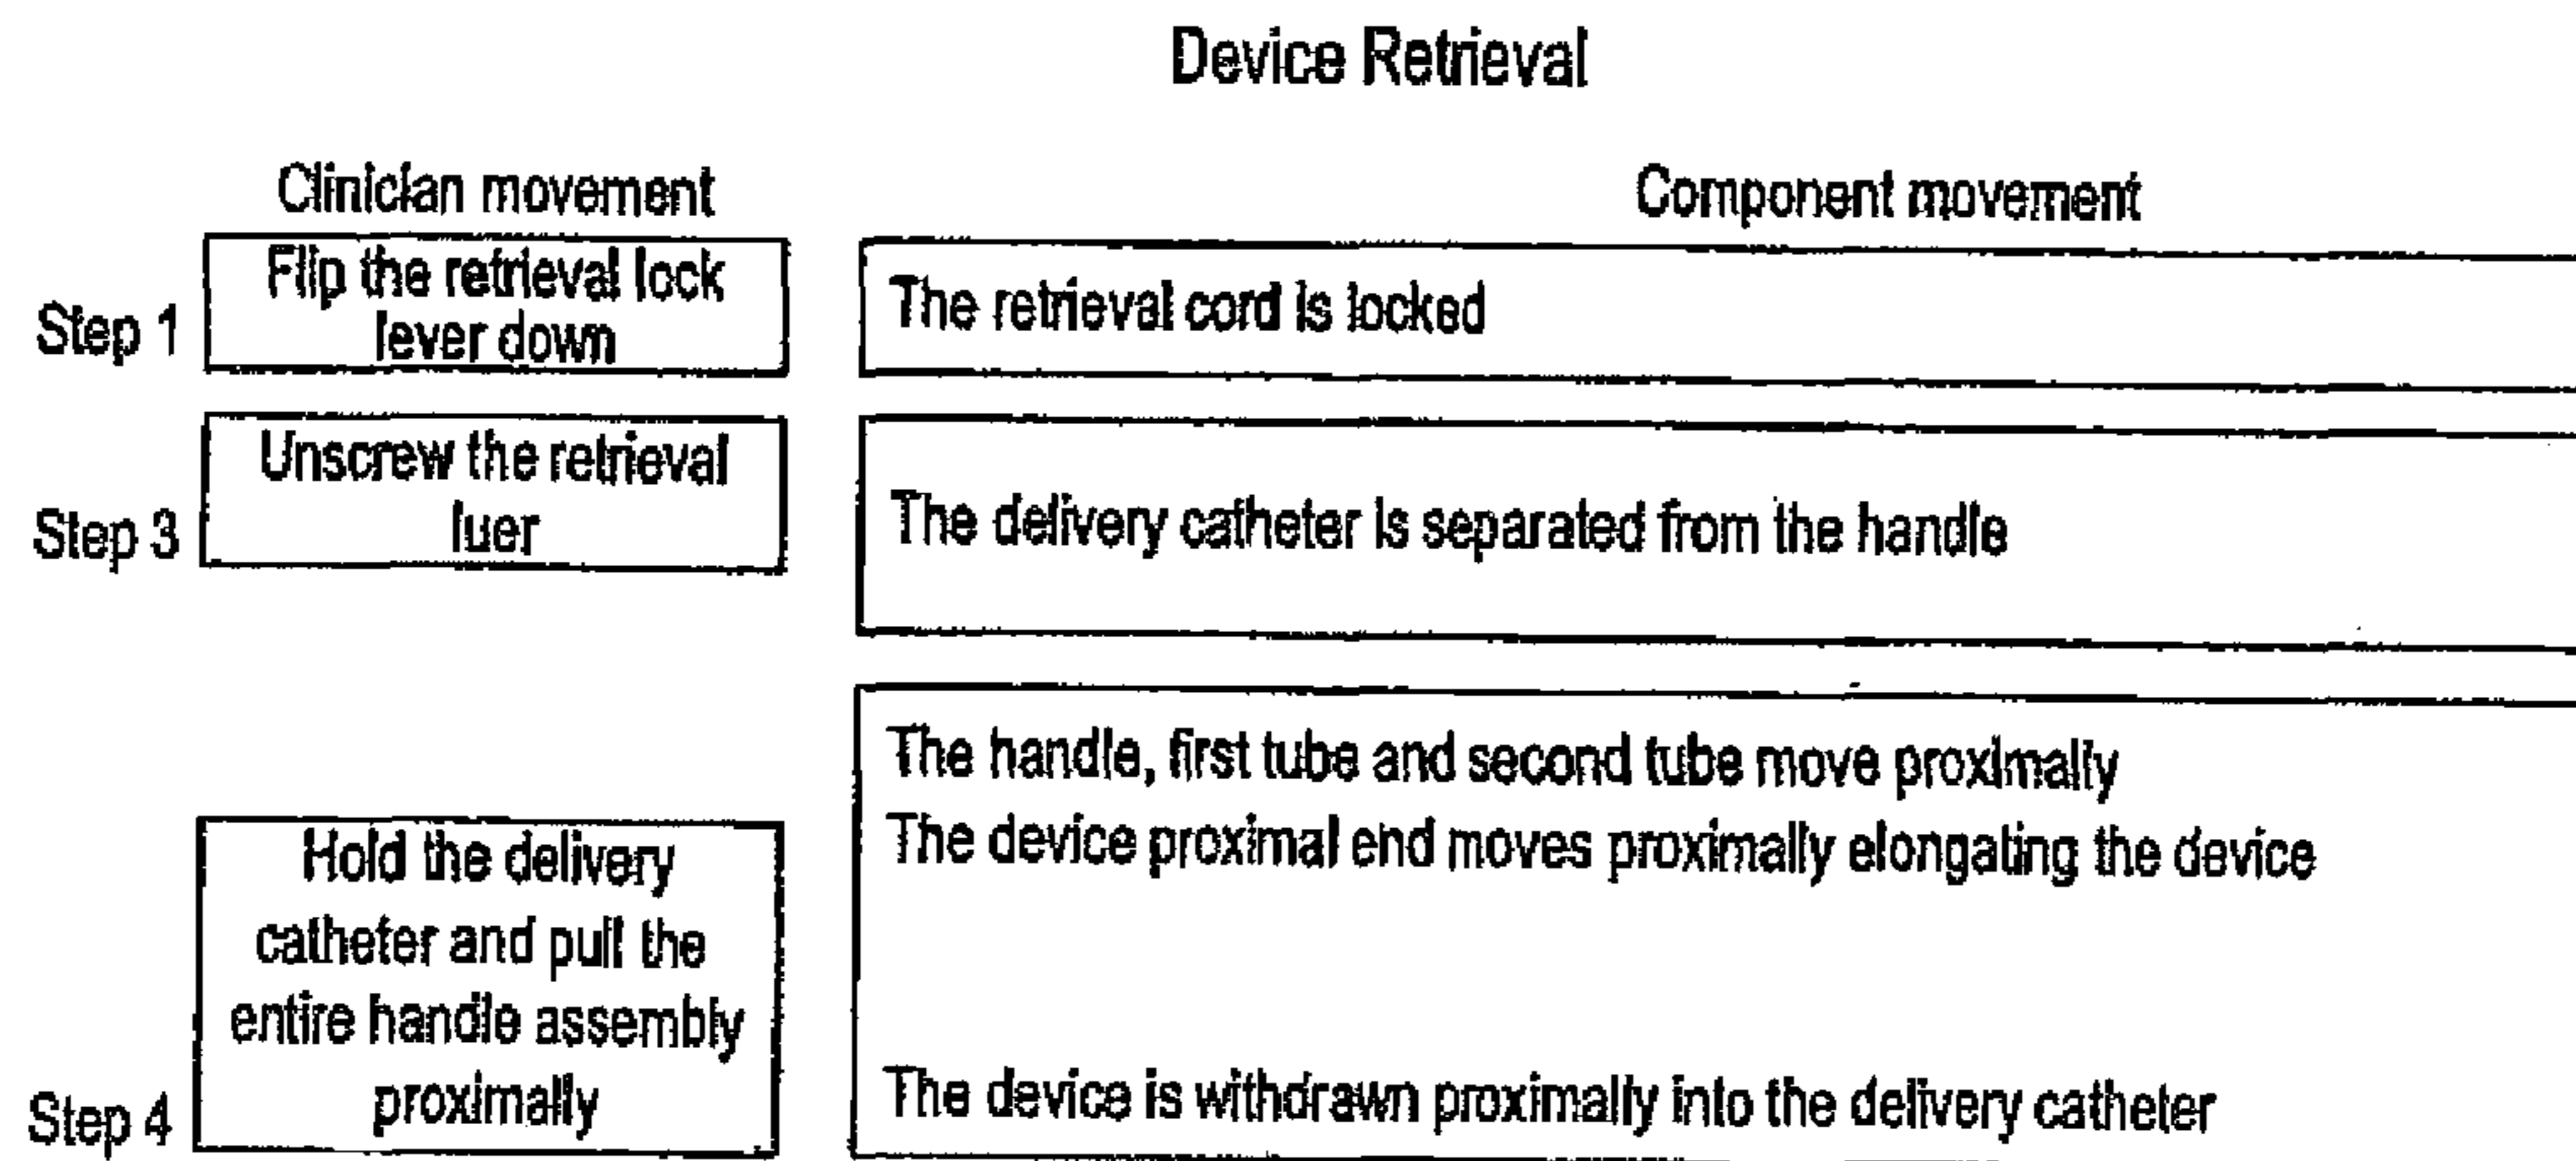 Device Retrieval
Clinician movement
Component movement
Step 1
Flip the retrieval lock
lever down
The retrieval cord is locked
Step 3
Unscrew the retrieval
luer
The delivery catheter is separated from the handle
Step 4
Hold the delivery
catheter and pull the
entire handle assembly
proximally
The handle, first tube and second tube move proximally
The device proximal end moves proximally elongating the device
The device is withdrawn proximally into the delivery catheter